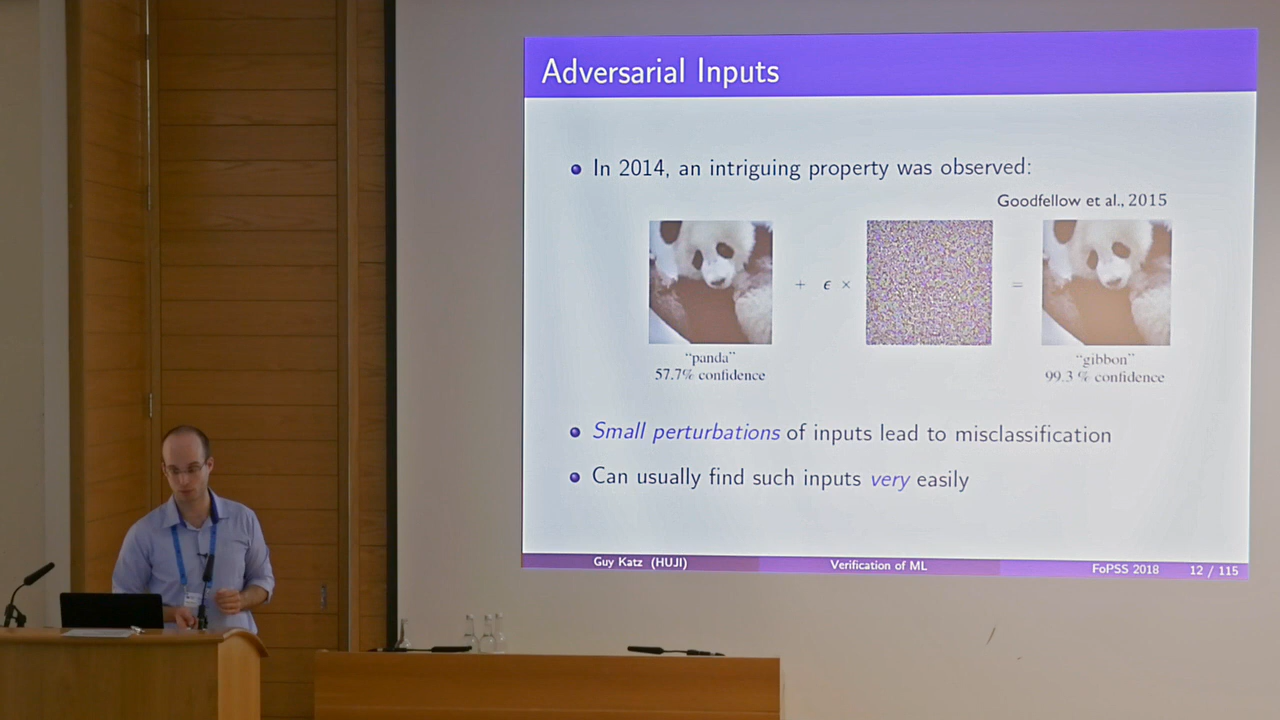 Adversarial Inputs
In 2014, an intriguing property was observed:
Goodfellow et al., 2015
+ ϵ × =
"panda"
57.7% confidence
"gibbon"
99.3 % confidence
Small perturbations of inputs lead to misclassification
Can usually find such inputs very easily
Guy Katz (HUJI) Verification of ML FoPSS 2018 12 / 115